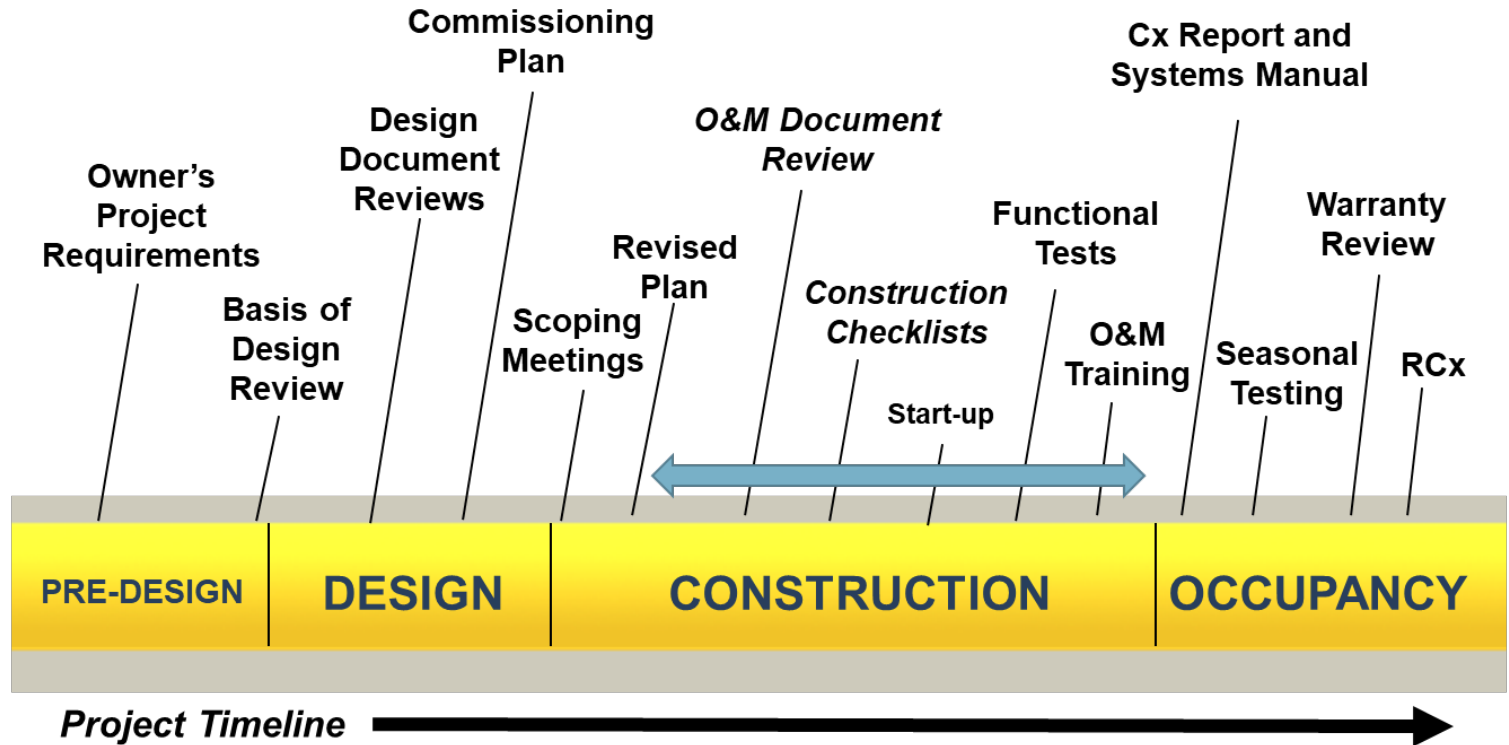 Commissioning
Plan
Cx Report and
Systems Manual
Design
Document
Reviews
O&M Document
Review
Owner’s
Project
Requirements
Functional
Tests
Warranty
Review
Revised
Plan
Basis of
Design
Review
Scoping
Meetings
Construction
Checklists
O&M
Training
Seasonal
Testing
RCx
Start-up
PRE-DESIGN
DESIGN
CONSTRUCTION
OCCUPANCY
Project Timeline